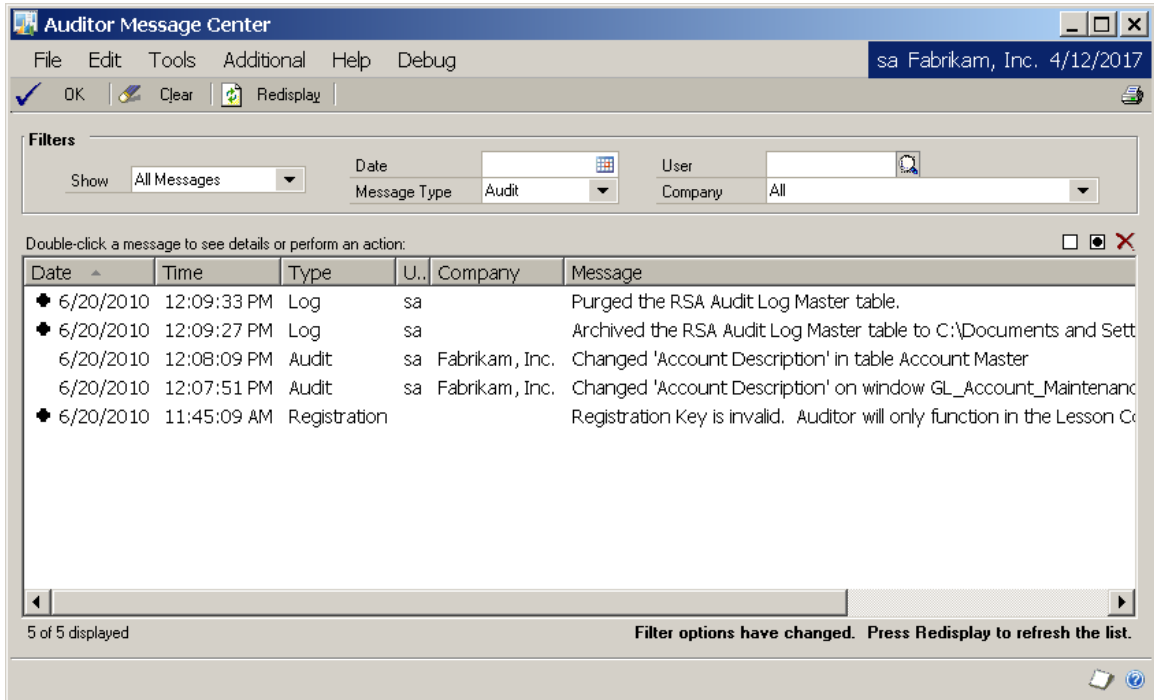 Auditor Message Center
File Edit Tools Additional Help Debug sa Fabrikam, Inc. 4/12/2017
OK Clear Redisplay
Filters
Show All Messages Date User
Message Type Audit Company All
Double-click a message to see details or perform an action:
Date Time Type U.. Company Message
6/20/2010 12:09:33 PM Log sa Purged the RSA Audit Log Master table.
6/20/2010 12:09:27 PM Log sa Archived the RSA Audit Log Master table to C:\Documents and Sett
6/20/2010 12:08:09 PM Audit sa Fabrikam, Inc. Changed 'Account Description' in table Account Master
6/20/2010 12:07:51 PM Audit sa Fabrikam, Inc. Changed 'Account Description' on window GL_Account_Maintenanc
6/20/2010 11:45:09 AM Registration Registration Key is invalid. Auditor will only function in the Lesson Co
5 of 5 displayed Filter options have changed. Press Redisplay to refresh the list.